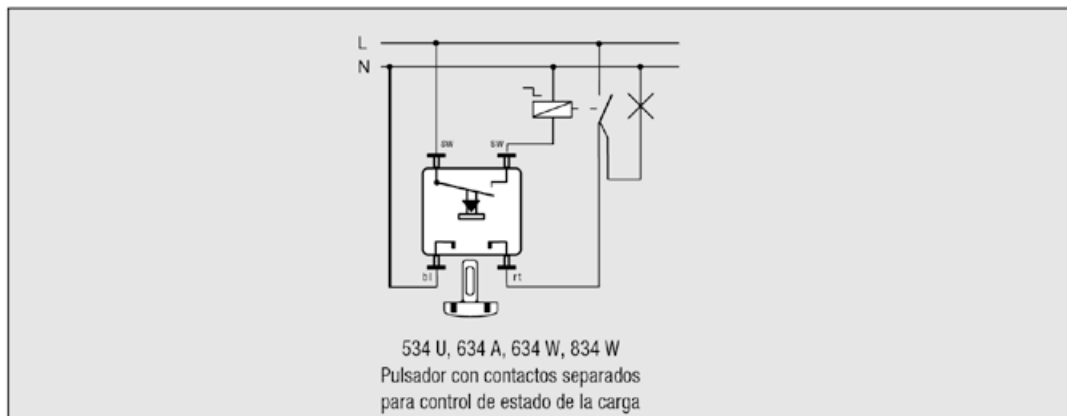 L
N
sw
sw
bl
rt
534 U, 634 A, 634 W, 834 W
Pulsador con contactos separados
para control de estado de la carga